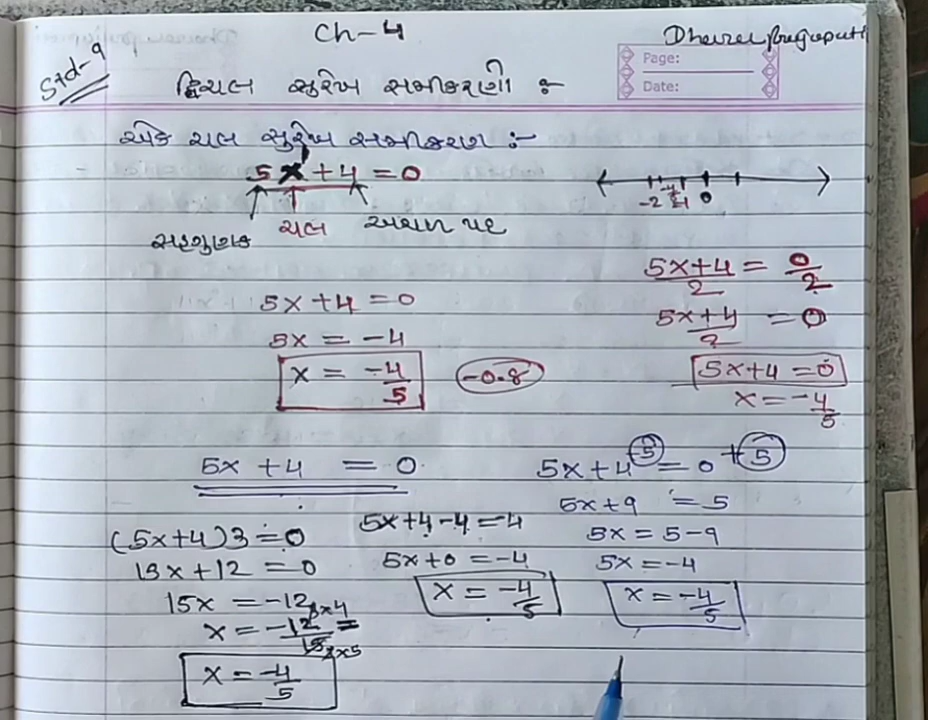 Ch-4
Std-9
Page:
Date:
દ્વિચલ સુરેખ સમીકરણો :-
એક ચલ સુરેખ સમીકરણ :-
5x + 4 = 0
સહગુણક ચલ અચળ પદ
-2 -1 0
5x + 4 = 0
5x = -4
x = -4/5
-0.8
5x+4/2 = 0/2
5x+4/2 = 0
5x+4 = 0
x = -4/5
5x + 4 = 0
(5x+4)3 = 0
15x + 12 = 0
15x = -12
x = -12/15 3x4 3x5
x = -4/5
5x+4-4 = -4
5x+0 = -4
x = -4/5
5x+4+5 = 0+5
5x+9 = 5
5x = 5-9
5x = -4
x = -4/5